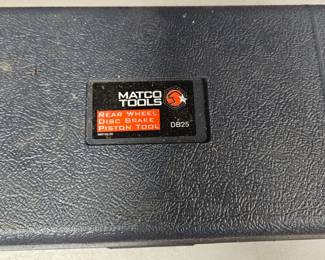 MATCO
TOOLS
REAR WHEEL
DISC BRAKE
PISTON TOOL
DB25